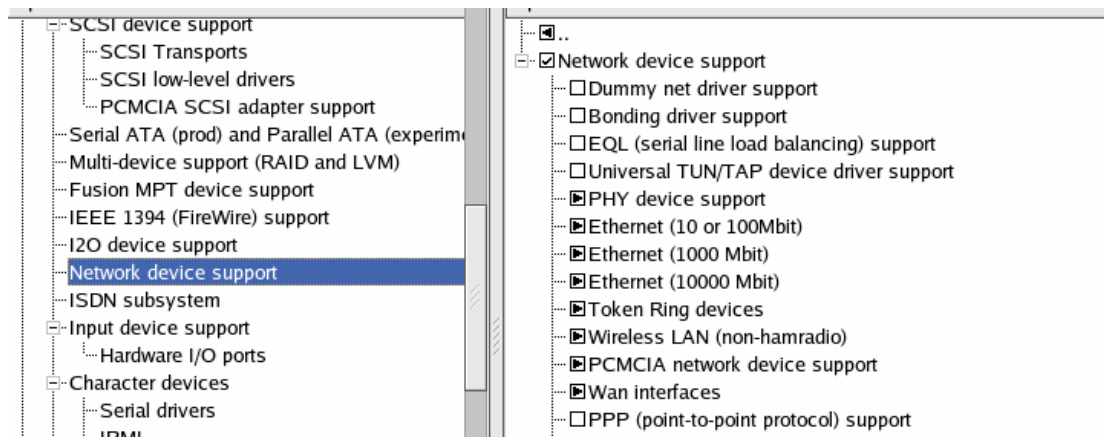 SCSI device support
SCSI Transports
SCSI low-level drivers
PCMCIA SCSI adapter support
Serial ATA (prod) and Parallel ATA (experime
Multi-device support (RAID and LVM)
Fusion MPT device support
IEEE 1394 (FireWire) support
I2O device support
Network device support
ISDN subsystem
Input device support
Hardware I/O ports
Character devices
Serial drivers
..
Network device support
Dummy net driver support
Bonding driver support
EQL (serial line load balancing) support
Universal TUN/TAP device driver support
PHY device support
Ethernet (10 or 100Mbit)
Ethernet (1000 Mbit)
Ethernet (10000 Mbit)
Token Ring devices
Wireless LAN (non-hamradio)
PCMCIA network device support
Wan interfaces
PPP (point-to-point protocol) support